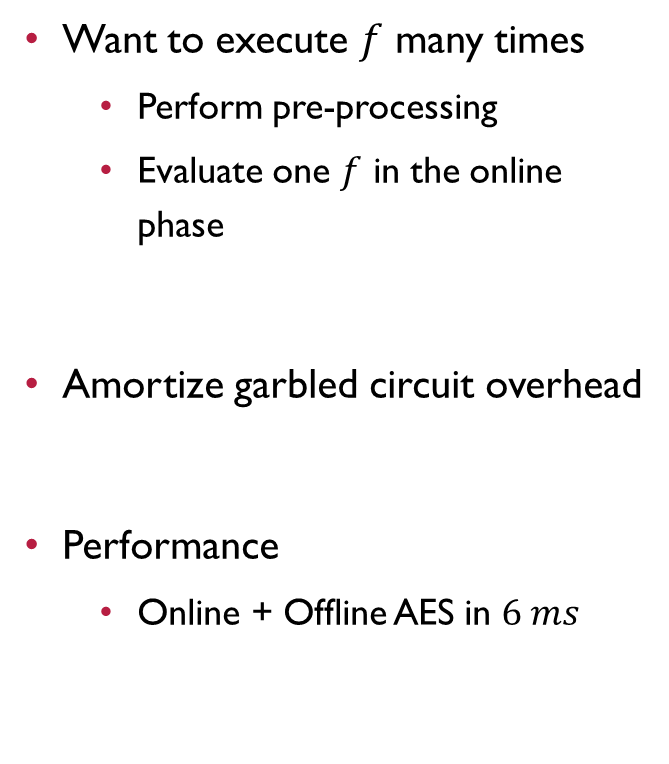 • Want to execute f many times
• Perform pre-processing
• Evaluate one f in the online
phase
• Amortize garbled circuit overhead
• Performance
• Online + Offline AES in 6 ms